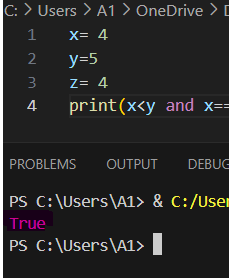 C: > Users > A1 > OneDrive >
1 x= 4
2 y=5
3 z= 4
4 print(x<y and x==
PROBLEMS OUTPUT DEBUG
PS C:\Users\A1> & C:/User
True
PS C:\Users\A1>